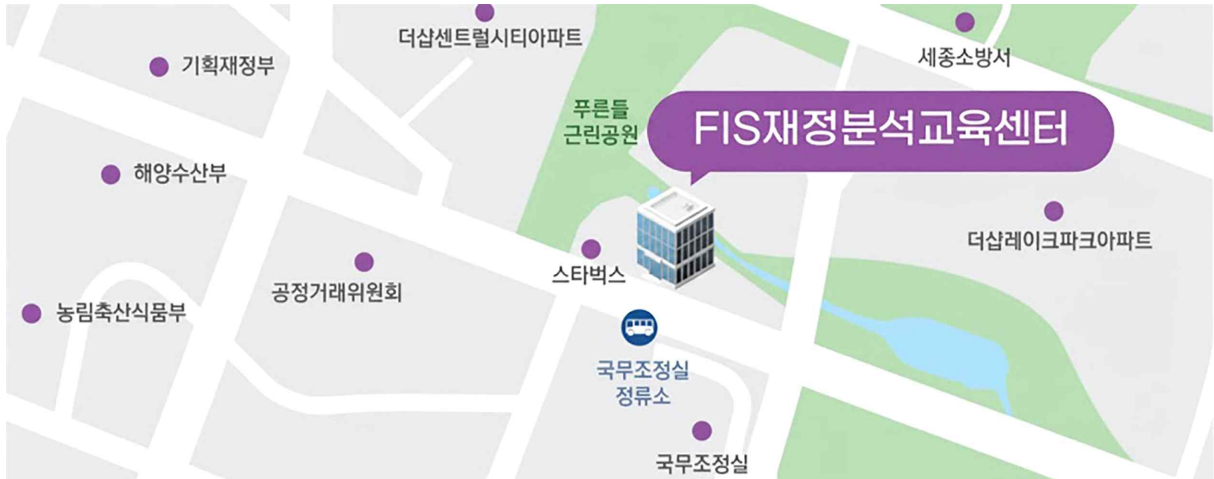 더샵센트럴시티아파트
세종소방서
기획재정부
푸른들
근린공원
FIS재정분석교육센터
해양수산부
더샵레이크파크아파트
스타벅스
공정거래위원회
농림축산식품부
국무조정실
정류소
국무조정실